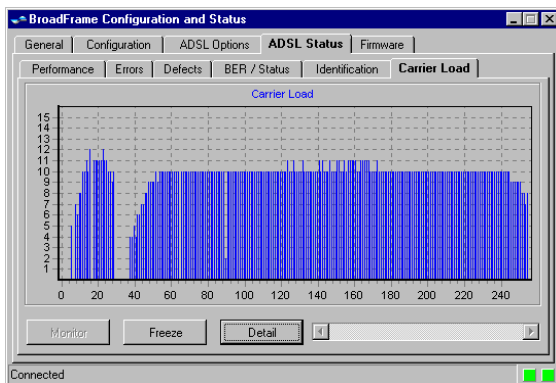 BroadFrame Configuration and Status
General Configuration ADSL Options ADSL Status Firmware
Performance Errors Defects BER / Status Identification Carrier Load
Carrier Load
15
14
13
12
11
10
9
8
7
6
5
4
3
2
1
0 20 40 60 80 100 120 140 160 180 200 220 240
Monitor Freeze Detail
Connected